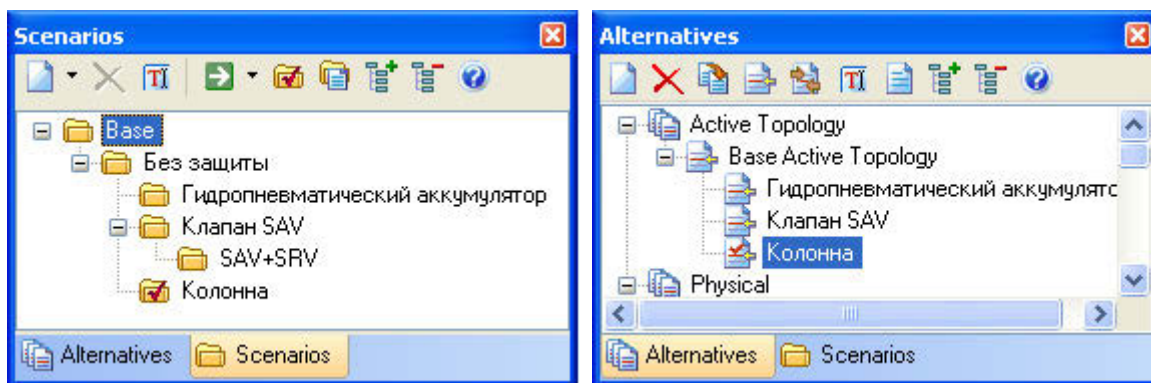 Scenarios
Base
Без защиты
Гидропневматический аккумулятор
Клапан SAV
SAV+SRV
Колонна
Alternatives
Scenarios
Alternatives
Active Topology
Base Active Topology
Гидропневматический аккумулятс
Клапан SAV
Колонна
Physical
Alternatives
Scenarios